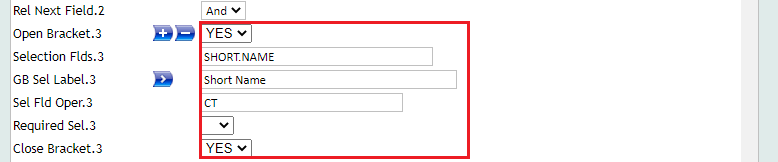 Rel Next Field.2 And
Open Bracket.3 YES
Selection Flds.3 SHORT.NAME
GB Sel Label.3 Short Name
Sel Fld Oper.3 CT
Required Sel.3
Close Bracket.3 YES